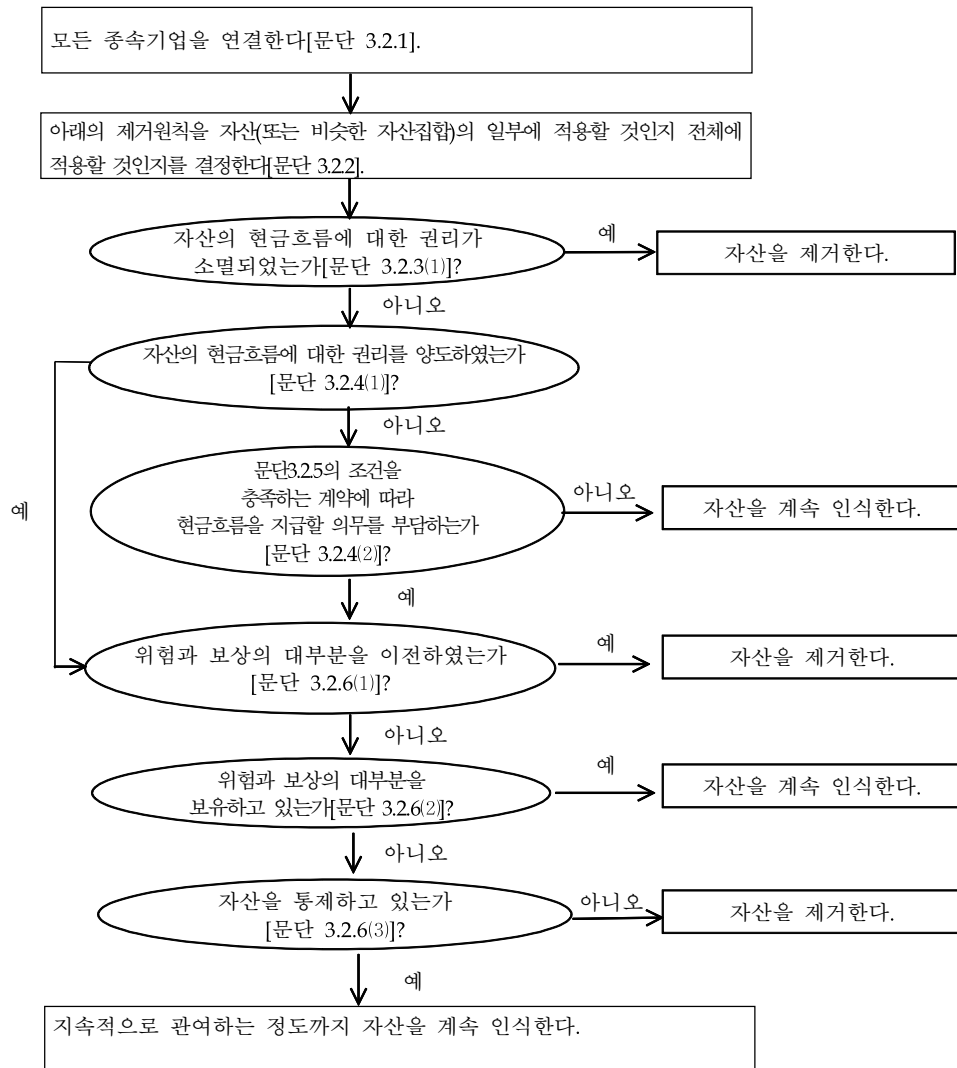 모든 종속기업을 연결한다[문단 3.2.1].
아래의 제거원칙을 자산(또는 비슷한 자산집합)의 일부에 적용할 것인지 전체에
적용할 것인지를 결정한다[문단 3.2.2].
자산의 현금흐름에 대한 권리가
소멸되었는가[문단 3.2.3(1)]?
예
자산을 제거한다.
아니오
자산의 현금흐름에 대한 권리를 양도하였는가
[문단 3.2.4(1)]?
아니오
예
문단3.2.5의 조건을
충족하는 계약에 따라
현금흐름을 지급할 의무를 부담하는가
[문단 3.2.4(2)]?
아니오
자산을 계속 인식한다.
예
위험과 보상의 대부분을 이전하였는가
[문단 3.2.6(1)]?
예
자산을 제거한다.
아니오
위험과 보상의 대부분을
보유하고 있는가[문단 3.2.6(2)]?
예
자산을 계속 인식한다.
아니오
자산을 통제하고 있는가
[문단 3.2.6(3)]?
아니오
자산을 제거한다.
예
지속적으로 관여하는 정도까지 자산을 계속 인식한다.